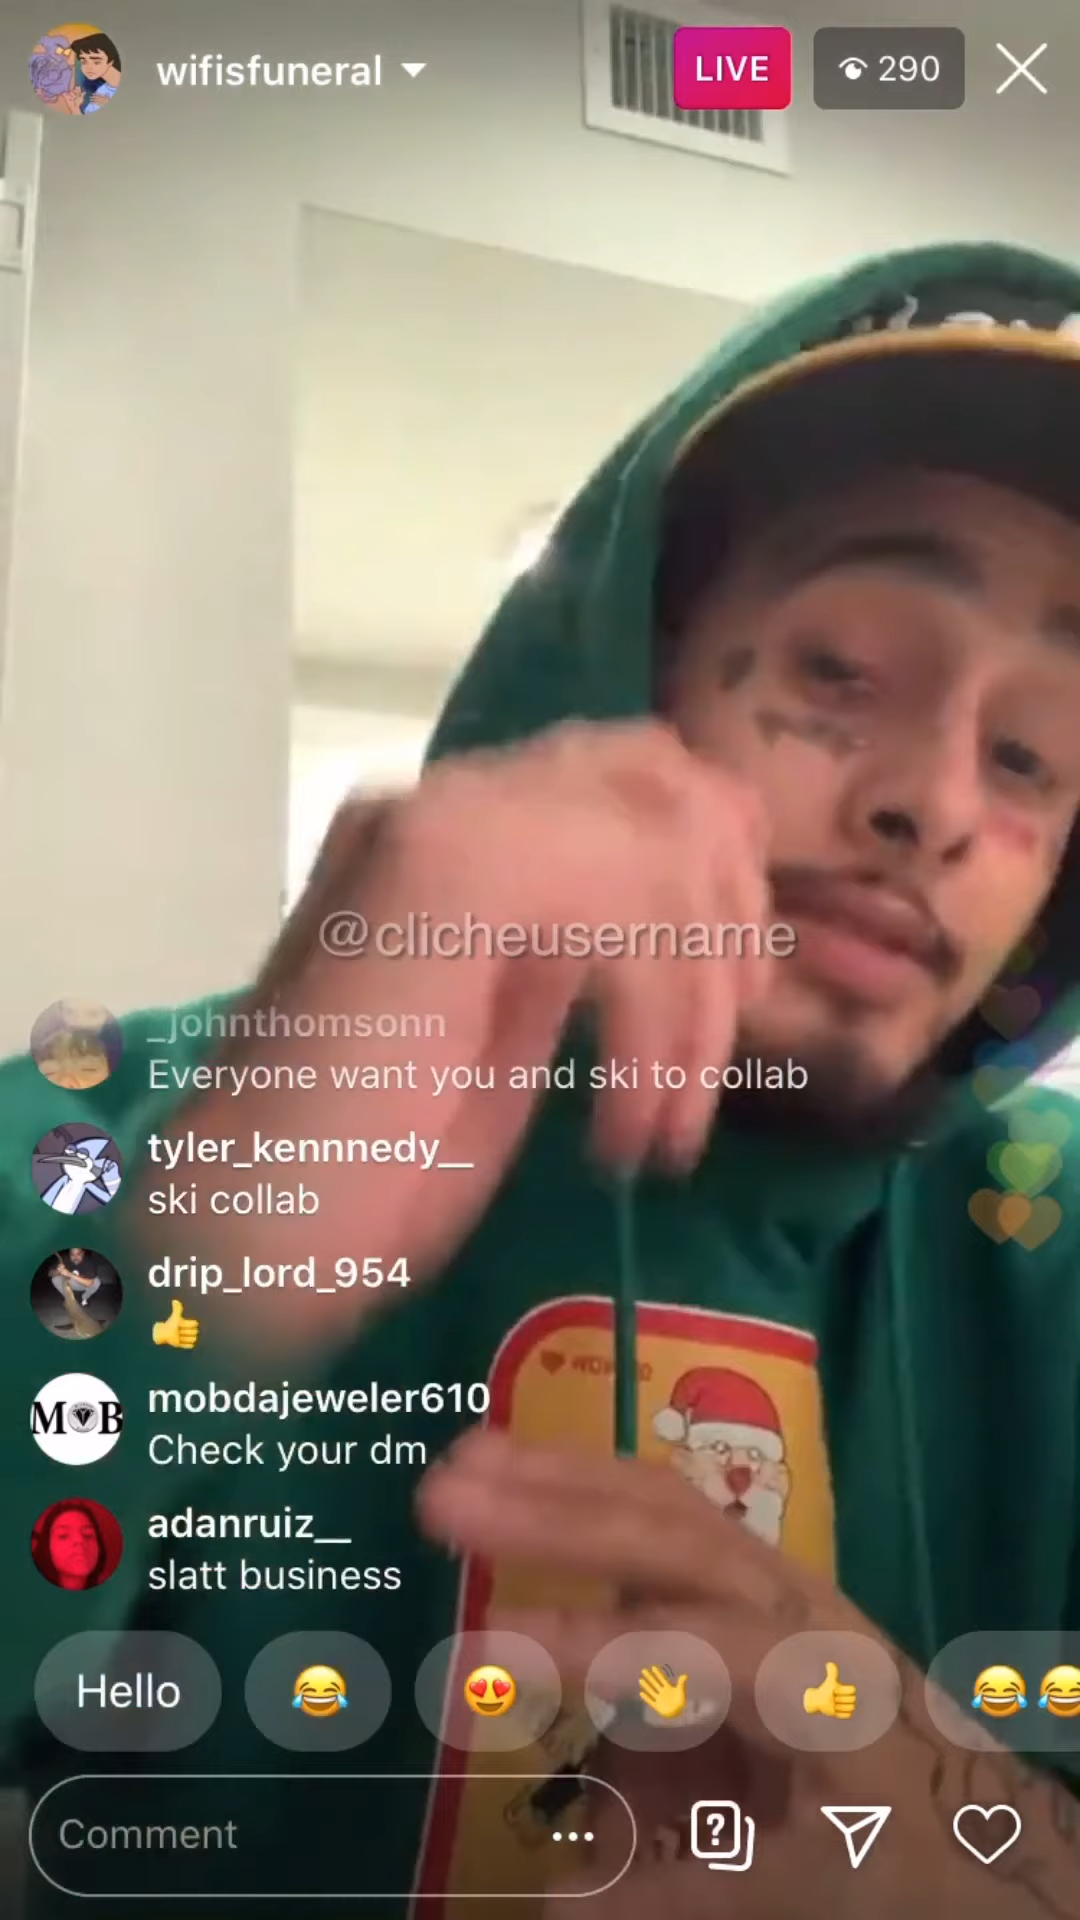 wifisfuneral
LIVE
290
@clicheusername
_johnthomsonn
Everyone want you and ski to collab
tyler_kennnedy__
ski collab
drip_lord_954
👍
mobdajeweler610
MB
Check your dm
adanruiz__
slatt business
Hello
Comment